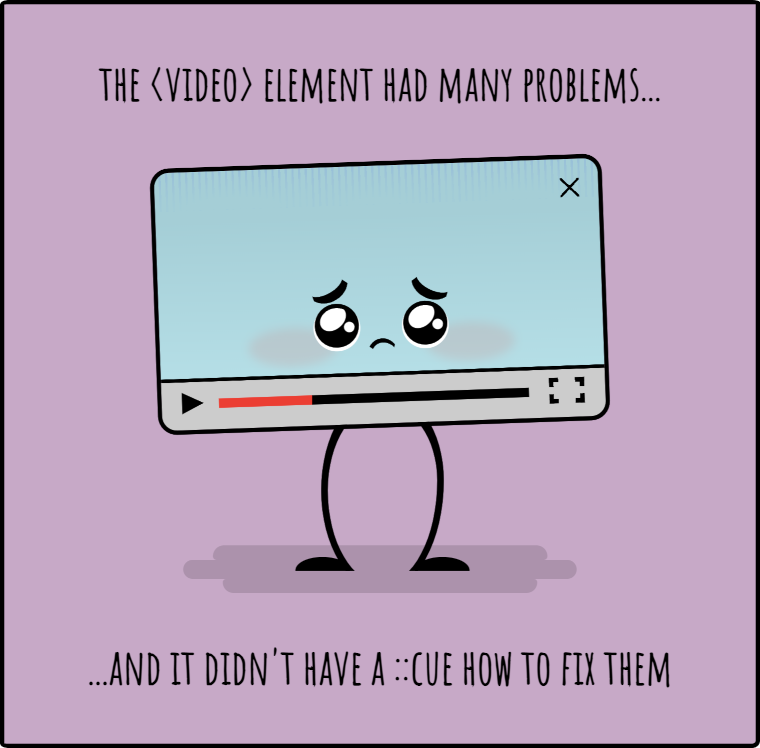 THE <VIDEO> ELEMENT HAD MANY PROBLEMS...
...AND IT DIDN'T HAVE A ::CUE HOW TO FIX THEM